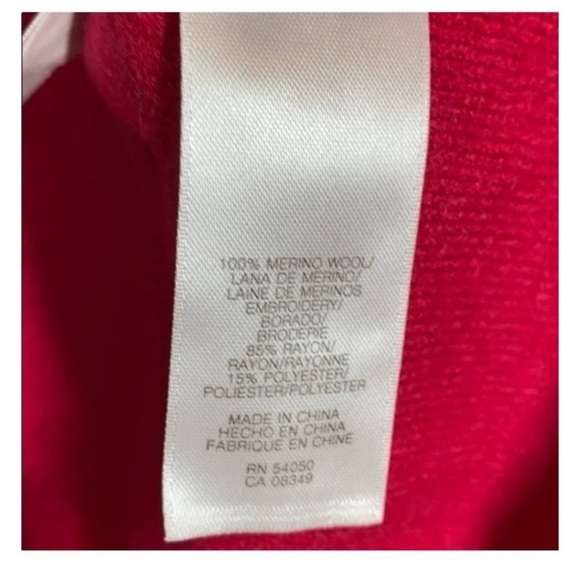 100% MERINO WOOL/
LANA DE MERINO/
LAINE DE MERINOS
EMBROIDERY/
BORADO/
BRODERIE
85% RAYON/
RAYON/RAYONNE
15% POLYESTER/
POLIESTER/POLYESTER
MADE IN CHINA
HECHO EN CHINA
FABRIQUE EN CHINE
RN 54050
CA 08349